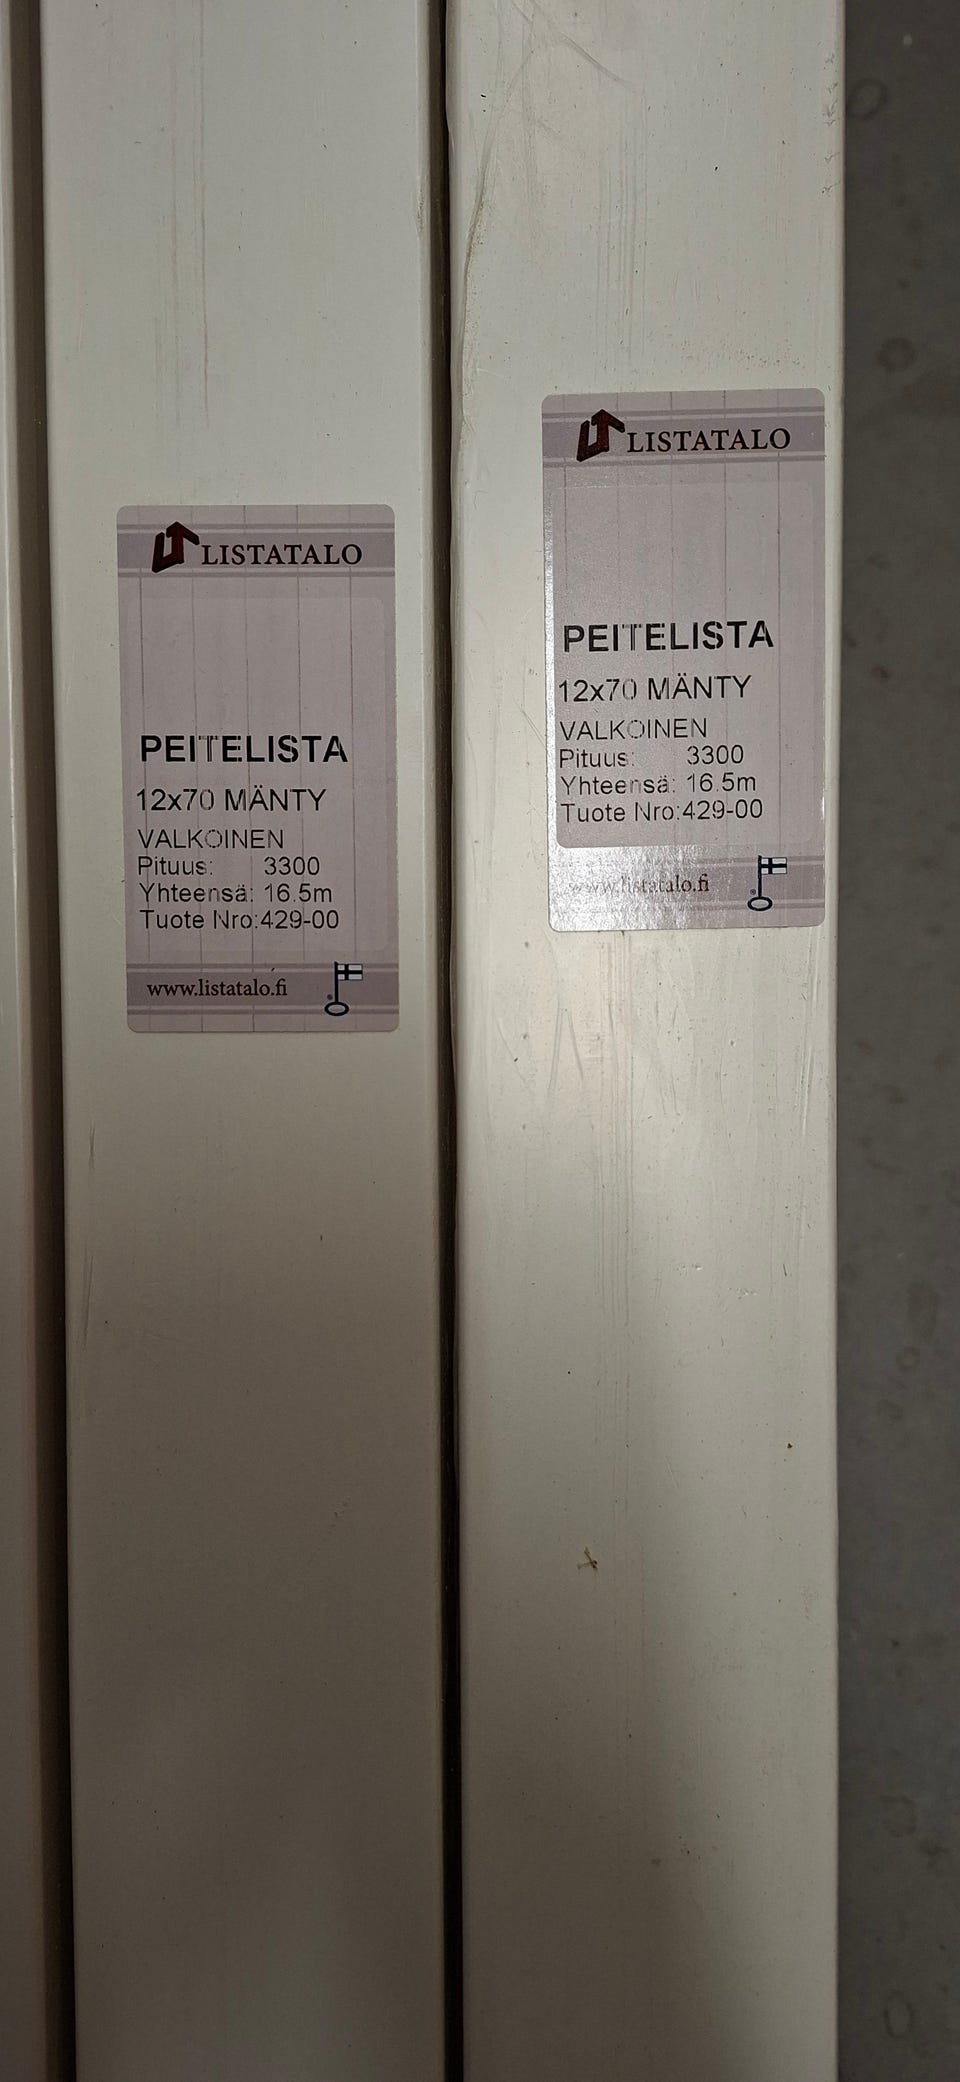 LISTATALO
PEITELISTA
12x70 MÄNTY
VALKOINEN
Pituus: 3300
Yhteensä: 16.5m
Tuote Nro:429-00
www.listatalo.fi
LISTATALO
PEITELISTA
12x70 MÄNTY
VALKOINEN
Pituus: 3300
Yhteensä: 16.5m
Tuote Nro:429-00
www.listatalo.fi